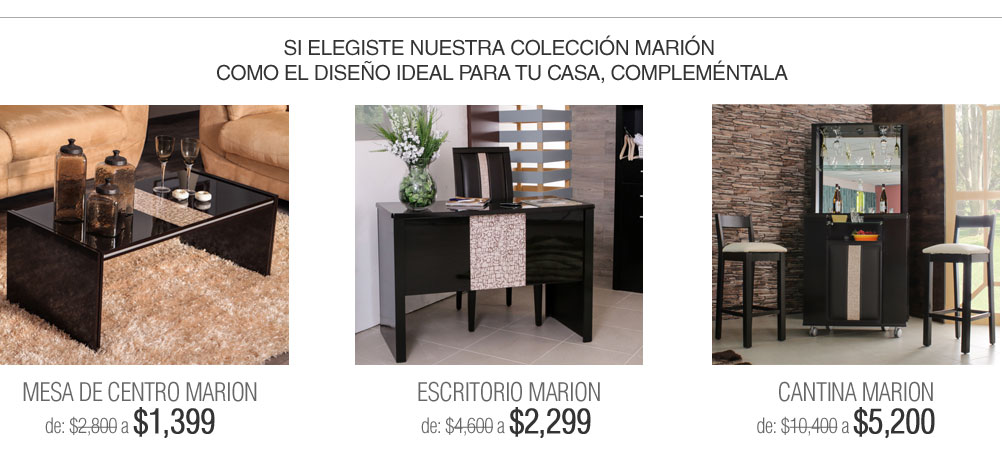 SI ELEGISTE NUESTRA COLECCIÓN MARIÓN
COMO EL DISEÑO IDEAL PARA TU CASA, COMPLEMÉNTALA
MESA DE CENTRO MARION
de: $2,800 a $1,399
ESCRITORIO MARION
de: $4,600 a $2,299
CANTINA MARION
de: $10,400 a $5,200